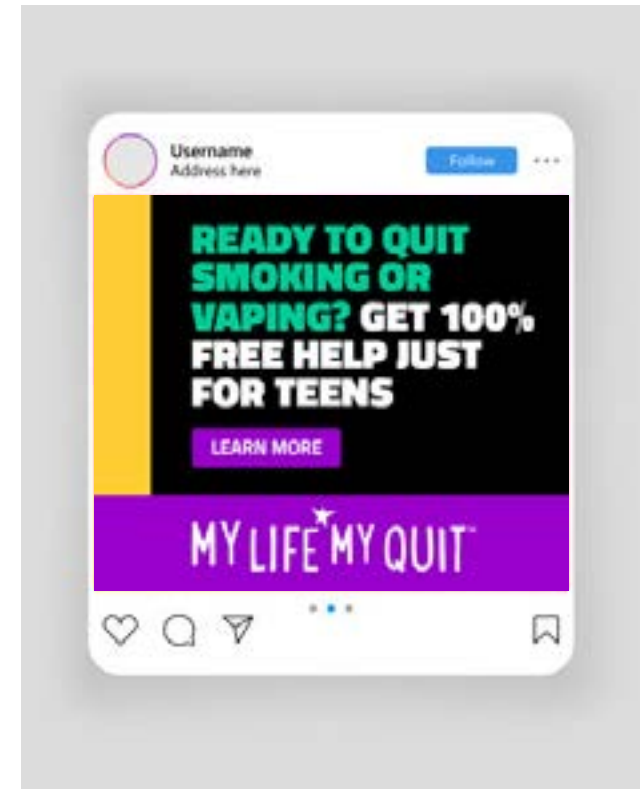 Username
Address here
Follow
READY TO QUIT
SMOKING OR
VAPING? GET 100%
FREE HELP JUST
FOR TEENS
LEARN MORE
MY LIFE MY QUIT™